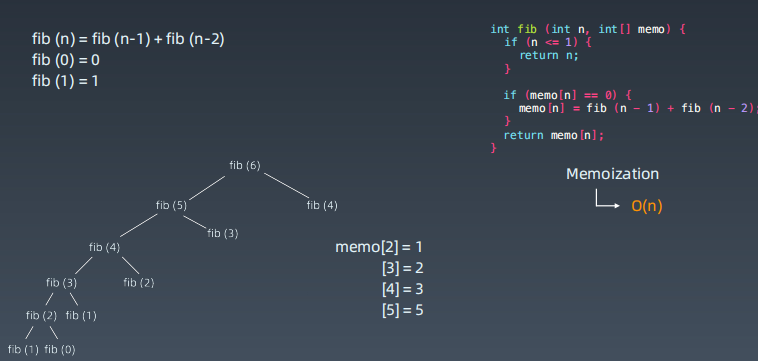 fib (n) = fib (n-1) + fib (n-2)
fib (0) = 0
fib (1) = 1
int fib (int n, int[] memo) {
if (n <= 1) {
return n;
}
if (memo[n] == 0) {
memo[n] = fib (n - 1) + fib (n - 2);
}
return memo[n];
}
Memoization
O(n)
fib (6)
fib (5) fib (4)
fib (4) fib (3)
fib (3) fib (2)
fib (2) fib (1)
fib (1) fib (0)
memo[2] = 1
[3] = 2
[4] = 3
[5] = 5